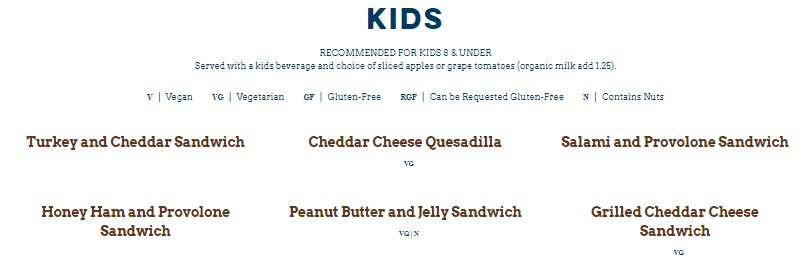 KIDS
RECOMMENDED FOR KIDS 8 & UNDER
Served with a kids beverage and choice of sliced apples or grape tomatoes (organic milk add 1.25).
V | Vegan VG | Vegetarian GF | Gluten-Free RGF | Can be Requested Gluten-Free N | Contains Nuts
Turkey and Cheddar Sandwich
Cheddar Cheese Quesadilla
VG
Salami and Provolone Sandwich
Honey Ham and Provolone
Sandwich
Peanut Butter and Jelly Sandwich
VG | N
Grilled Cheddar Cheese
Sandwich
VG